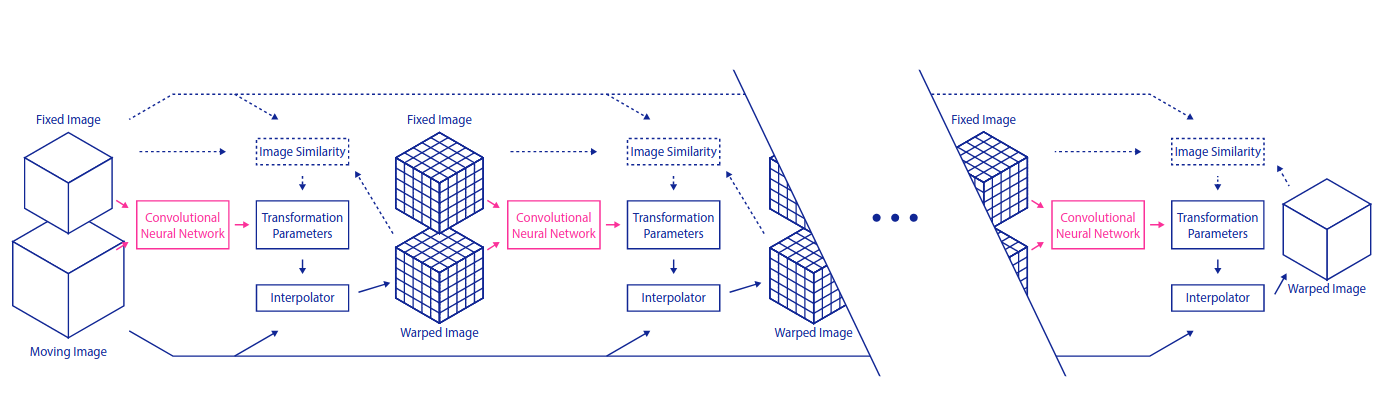 Fixed Image
Moving Image
Convolutional
Neural Network
Image Similarity
Transformation
Parameters
Interpolator
Fixed Image
Warped Image
Convolutional
Neural Network
Image Similarity
Transformation
Parameters
Interpolator
Warped Image
Fixed Image
Convolutional
Neural Network
Image Similarity
Transformation
Parameters
Interpolator
Warped Image